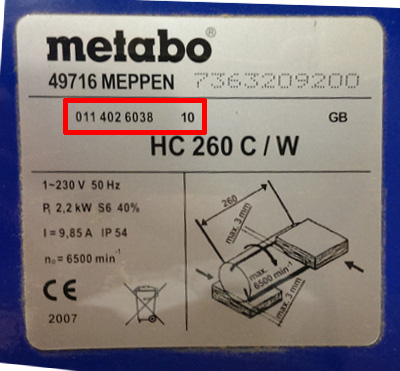 metabo®
49716 MEPPEN 7363209200
011 402 6038 10 GB
HC 260 C / W
1~230 V 50 Hz
P₁ 2,2 kW S6 40%
I = 9,85 A IP 54
n₀ = 6500 min⁻¹
260
max. 3 mm
max. 6500 min⁻¹
max. 3 mm
CE
2007